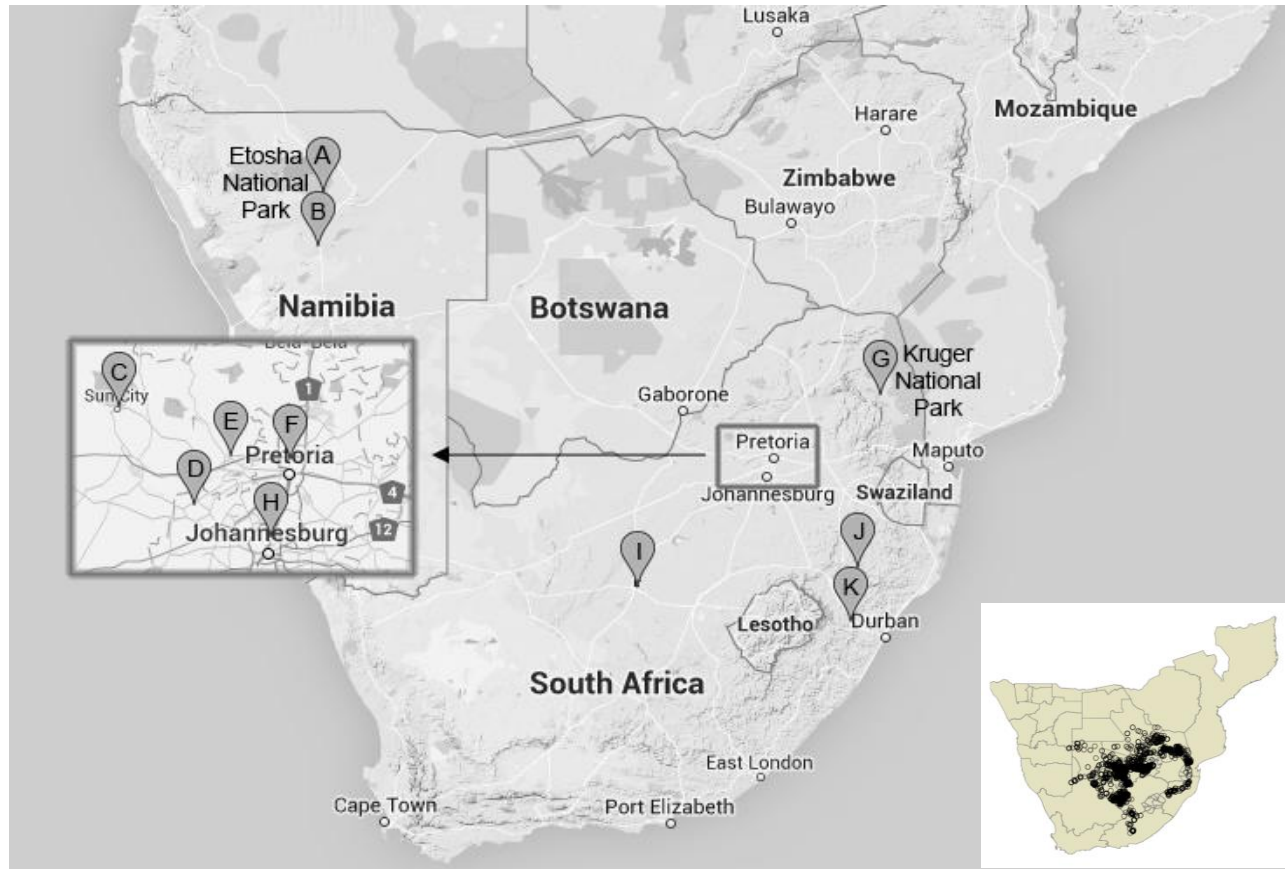 Lusaka
Harare
Mozambique
Etosha
National
Park
A
B
Zimbabwe
Bulawayo
Namibia
Botswana
Bela-Bela
C
Sun City
1
E
F
D
Pretoria
4
H
Johannesburg
12
Gaborone
G
Kruger
National
Park
Pretoria
Johannesburg
Maputo
Swaziland
I
J
K
Lesotho
Durban
South Africa
East London
Cape Town
Port Elizabeth